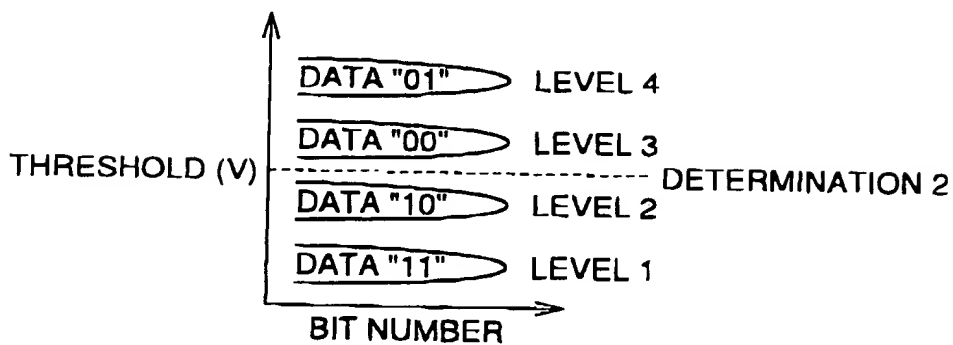 DATA "01" LEVEL 4
DATA "00" LEVEL 3
THRESHOLD (V) DETERMINATION 2
DATA "10" LEVEL 2
DATA "11" LEVEL 1
BIT NUMBER